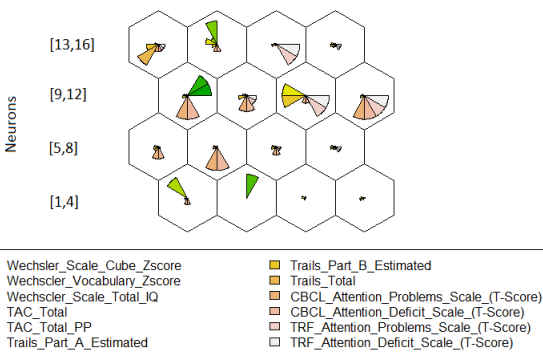 [13,16]
[9,12]
Neurons
[5,8]
[1,4]
Wechsler_Scale_Cube_Zscore
Wechscler_Vocabulary_Zscore
Wechscler_Scale_Total_IQ
TAC_Total
TAC_Total_PP
Trails_Part_A_Estimated
Trails_Part_B_Estimated
Trails_Total
CBCL_Attention_Problems_Scale_(T-Score)
CBCL_Attention_Deficit_Scale_(T-Score)
TRF_Attention_Problems_Scale_(T-Score)
TRF_Attention_Deficit_Scale_(T-Score)